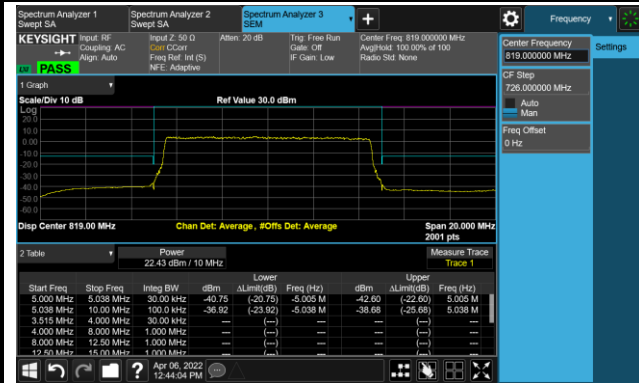 Spectrum Analyzer 1
Swept SA
Spectrum Analyzer 2
Swept SA
Spectrum Analyzer 3
SEM
+
Frequency
KEYSIGHT
Input: RF
Coupling: AC
Align: Auto
Input Z: 50 Ω
Corr CCorr
Freq Ref: Int (S)
NFE: Adaptive
Atten: 20 dB
Trig: Free Run
Gate: Off
IF Gain: Low
Center Freq: 819.000000 MHz
Avg|Hold: 100.00% of 100
Radio Std: None
PASS
Center Frequency
819.000000 MHz
Settings
CF Step
726.000000 MHz
Auto
Man
Freq Offset
0 Hz
1 Graph
Scale/Div 10 dB
Ref Value 30.0 dBm
Log
20.0
10.0
0.00
-10.0
-20.0
-30.0
-40.0
-50.0
-60.0
Disp Center 819.00 MHz
Chan Det: Average, #Offs Det: Average
Span 20.000 MHz
2001 pts
2 Table
Power
22.43 dBm / 10 MHz
Measure Trace
Trace 1
Lower Upper
Start Freq Stop Freq Integ BW dBm ΔLimit(dB) Freq (Hz) dBm ΔLimit(dB) Freq (Hz)
5.000 MHz 5.038 MHz 30.00 kHz -40.75 (-20.75) -5.005 M -42.60 (-22.60) 5.005 M
5.038 MHz 10.00 MHz 100.0 kHz -36.92 (-23.92) -5.038 M -38.68 (-25.68) 5.038 M
3.515 MHz 4.000 MHz 30.00 kHz --- (---) --- --- (---) ---
4.000 MHz 8.000 MHz 1.000 MHz --- (---) --- --- (---) ---
8.000 MHz 12.50 MHz 1.000 MHz --- (---) --- --- (---) ---
12.50 MHz 15.00 MHz 1.000 MHz --- (---) --- --- (---) ---
?
Apr 06, 2022
12:44:04 PM